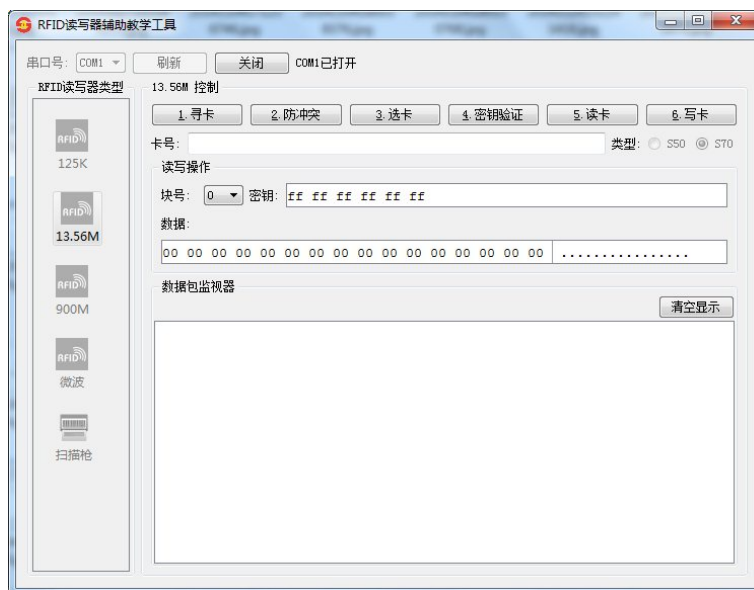 RFID读写器辅助教学工具
串口号: COM1 刷新 关闭 COM1已打开
RFID读写器类型
13.56M 控制
RFID
125K
RFID
13.56M
RFID
900M
RFID
微波
扫描枪
1.寻卡 2.防冲突 3.选卡 4.密钥验证 5.读卡 6.写卡
卡号: 类型: S50 S70
读写操作
块号: 0 密钥: ff ff ff ff ff ff
数据:
00 00 00 00 00 00 00 00 00 00 00 00 00 00 00 00 ................
数据包监视器
清空显示